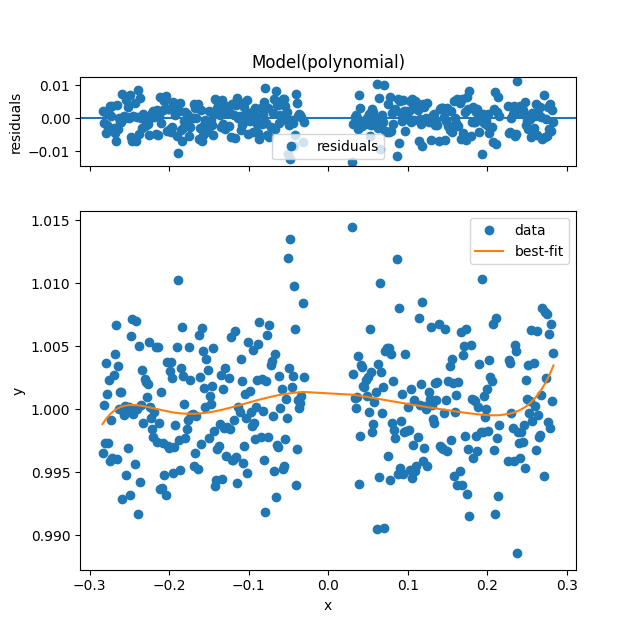 Model(polynomial)
0.01
0.00
−0.01
residuals
residuals
1.015
1.010
1.005
1.000
0.995
0.990
y
data
best-fit
−0.3
−0.2
−0.1
0.0
0.1
0.2
0.3
x